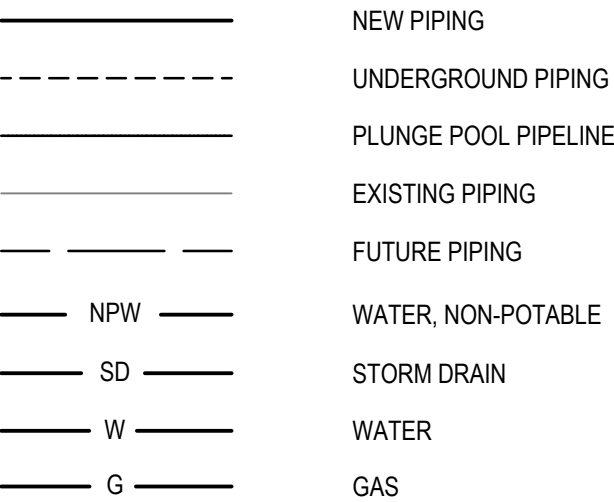 NEW PIPING
UNDERGROUND PIPING
PLUNGE POOL PIPELINE
EXISTING PIPING
FUTURE PIPING
NPW WATER, NON-POTABLE
SD STORM DRAIN
W WATER
G GAS